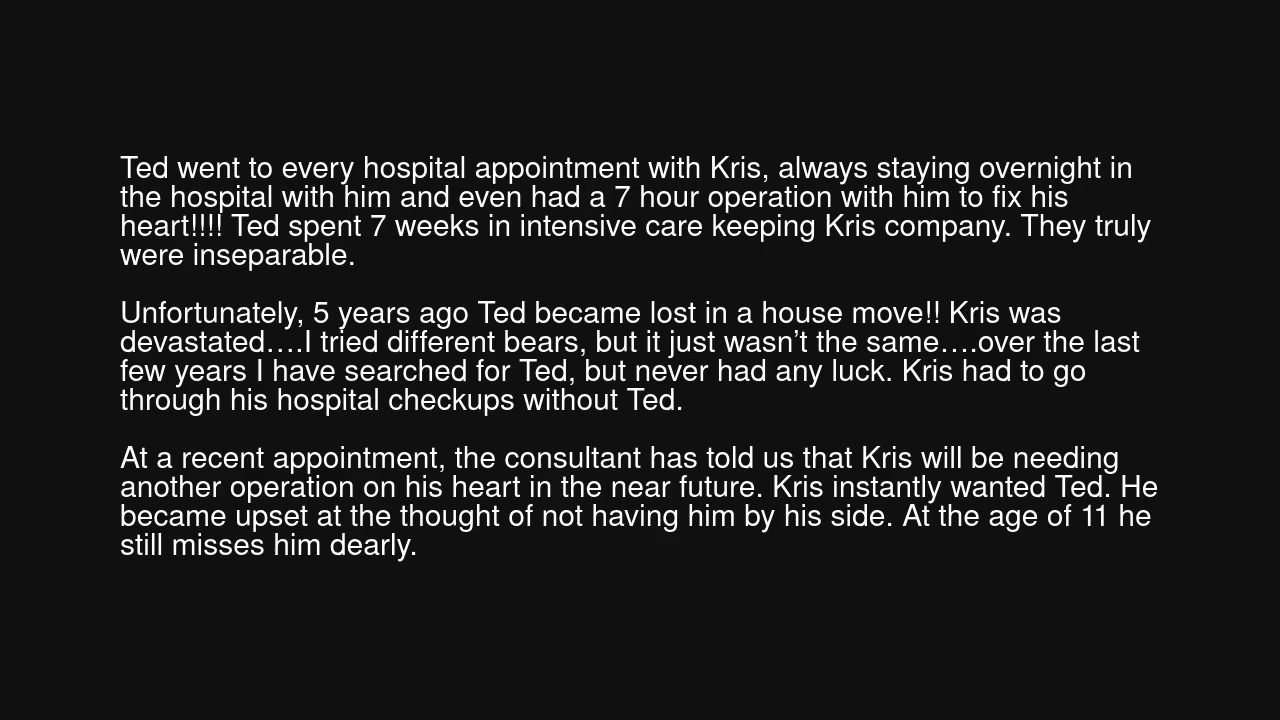 Ted went to every hospital appointment with Kris, always staying overnight in
the hospital with him and even had a 7 hour operation with him to fix his
heart!!!! Ted spent 7 weeks in intensive care keeping Kris company. They truly
were inseparable.
Unfortunately, 5 years ago Ted became lost in a house move!! Kris was
devastated….I tried different bears, but it just wasn’t the same….over the last
few years I have searched for Ted, but never had any luck. Kris had to go
through his hospital checkups without Ted.
At a recent appointment, the consultant has told us that Kris will be needing
another operation on his heart in the near future. Kris instantly wanted Ted. He
became upset at the thought of not having him by his side. At the age of 11 he
still misses him dearly.